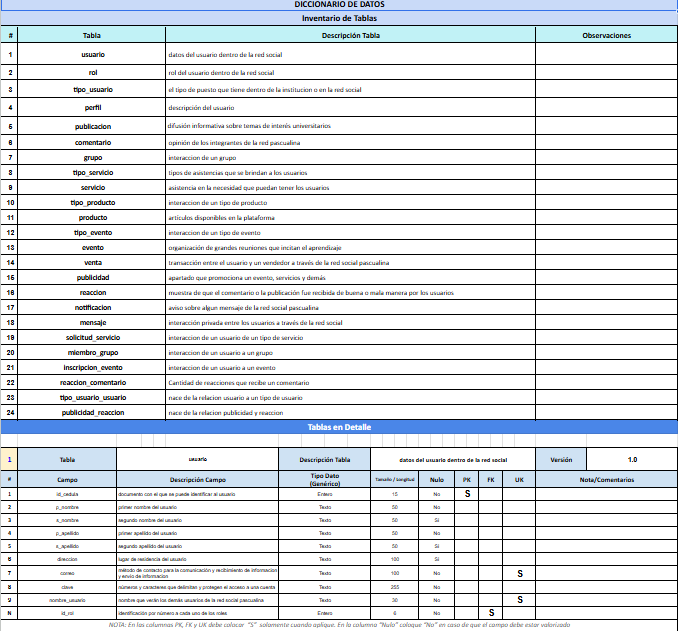 DICCIONARIO DE DATOS
Inventario de Tablas
# Tabla Descripción Tabla Observaciones
1 usuario datos del usuario dentro de la red social
2 rol rol del usuario dentro de la red social
3 tipo_usuario el tipo de puesto que tiene dentro de la institucion o en la red social
4 perfil descripción del usuario
5 publicacion difusión informativa sobre temas de interés universitarios
6 comentario opinión de los integrantes de la red pascualina
7 grupo interaccion de un grupo
8 tipo_servicio tipos de asistencias que se brindan a los usuarios
9 servicio asistencia en la necesidad que puedan tener los usuarios
10 tipo_producto interaccion de un tipo de producto
11 producto artículos disponibles en la plataforma
12 tipo_evento interaccion de un tipo de evento
13 evento organización de grandes reuniones que incitan el aprendizaje
14 venta transacción entre el usuario y un vendedor a través de la red social pascualina
15 publicidad apartado que promociona un evento, servicios y demás
16 reaccion muestra de que el comentario o la publicación fue recibida de buena o mala manera por los usuarios
17 notificacion aviso sobre algun mensaje de la red social pascualina
18 mensaje interacción privada entre los usuarios a través de la red social
19 solicitud_servicio interaccion de un usuario de un tipo de servicio
20 miembro_grupo interaccion de un usuario a un grupo
21 inscripcion_evento interaccion de un usuario a un evento
22 reaccion_comentario Cantidad de reacciones que recibe un comentario
23 tipo_usuario_usuario nace de la relacion usuario a un tipo de usuario
24 publicidad_reaccion nace de la relacion publicidad y reaccion
Tablas en Detalle
1 Tabla usuario Descripción Tabla datos del usuario dentro de la red social Versión 1.0
# Campo Descripción Campo Tipo Dato (Genérico) Tamaño / Longitud Nulo PK FK UK Nota/Comentarios
1 id_cedula documento con el que se puede identificar al usuario Entero 15 No S
2 p_nombre primer nombre del usuario Texto 50 No
3 s_nombre segundo nombre del usuario Texto 50 Si
4 p_apellido primer apellido del usuario Texto 50 No
5 s_apellido segundo apellido del usuario Texto 50 Si
6 direccion lugar de residencia del usuario Texto 100 Si
7 correo método de contacto para la comunicación y recibimiento de informacion y envio de informacion Texto 100 No S
8 clave números y caracteres que delimitan y protegen el acceso a una cuenta Texto 255 No
9 nombre_usuario nombre que verán los demás usuarios de la red social pascualina Texto 30 No S
N id_rol identificación por número a cada uno de los roles Entero 6 No S
NOTA: En las columnas PK, FK y UK debe colocar "S" solamente cuando aplique. En la columna "Nulo" coloque "No" en caso de que el campo debe estar valorizado